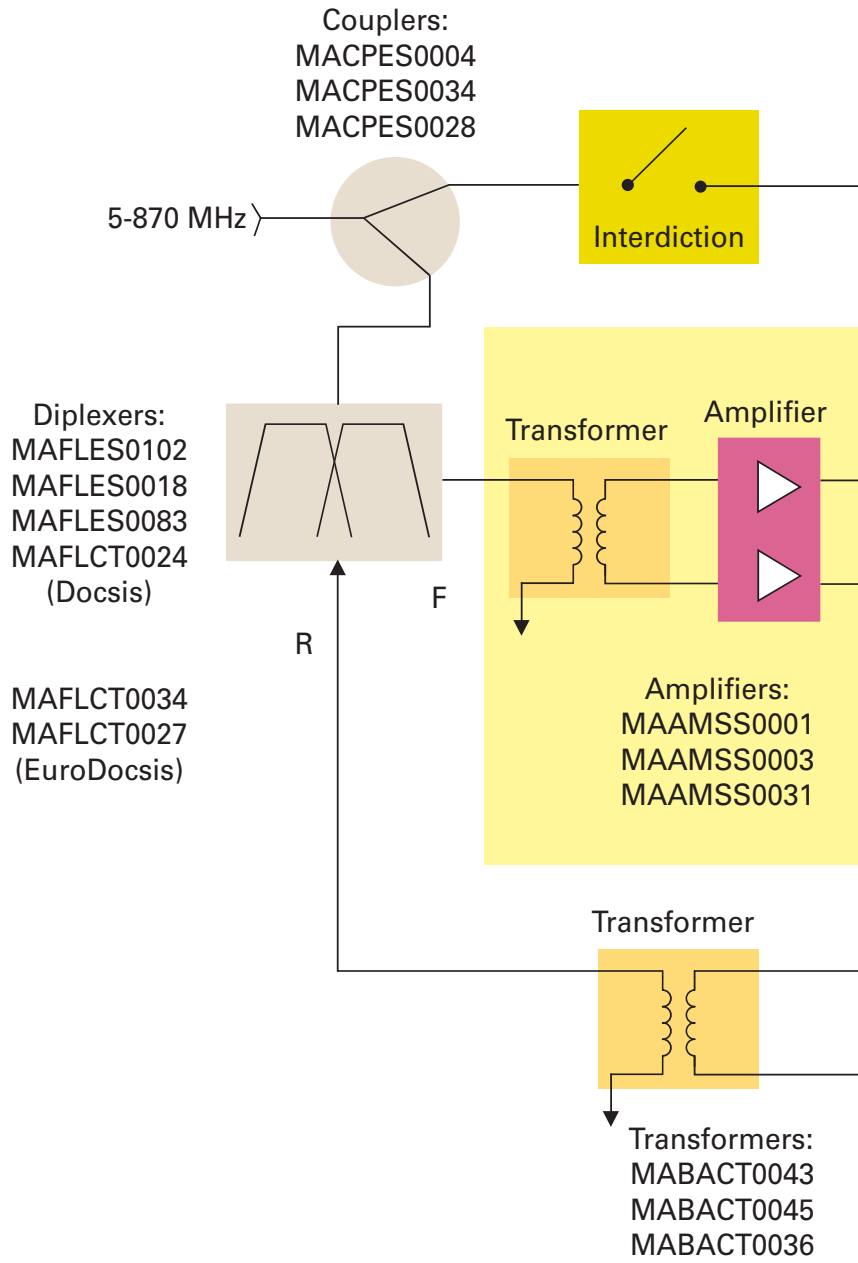 Couplers:
MACPES0004
MACPES0034
MACPES0028
5-870 MHz
Interdiction
Diplexers:
MAFLES0102
MAFLES0018
MAFLES0083
MAFLCT0024
(Docsis)
Transformer
Amplifier
F
R
MAFLCT0034
MAFLCT0027
(EuroDocsis)
Amplifiers:
MAAMSS0001
MAAMSS0003
MAAMSS0031
Transformer
Transformers:
MABACT0043
MABACT0045
MABACT0036